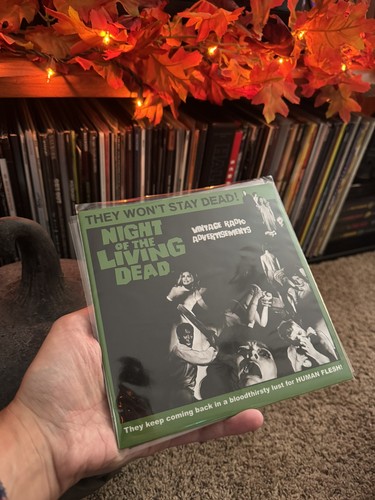 THEY WON'T STAY DEAD!
NIGHT
OF THE
LIVING
DEAD
VINTAGE RADIO
ADVERTISEMENTS
They keep coming back in a bloodthirsty lust for HUMAN FLESH!